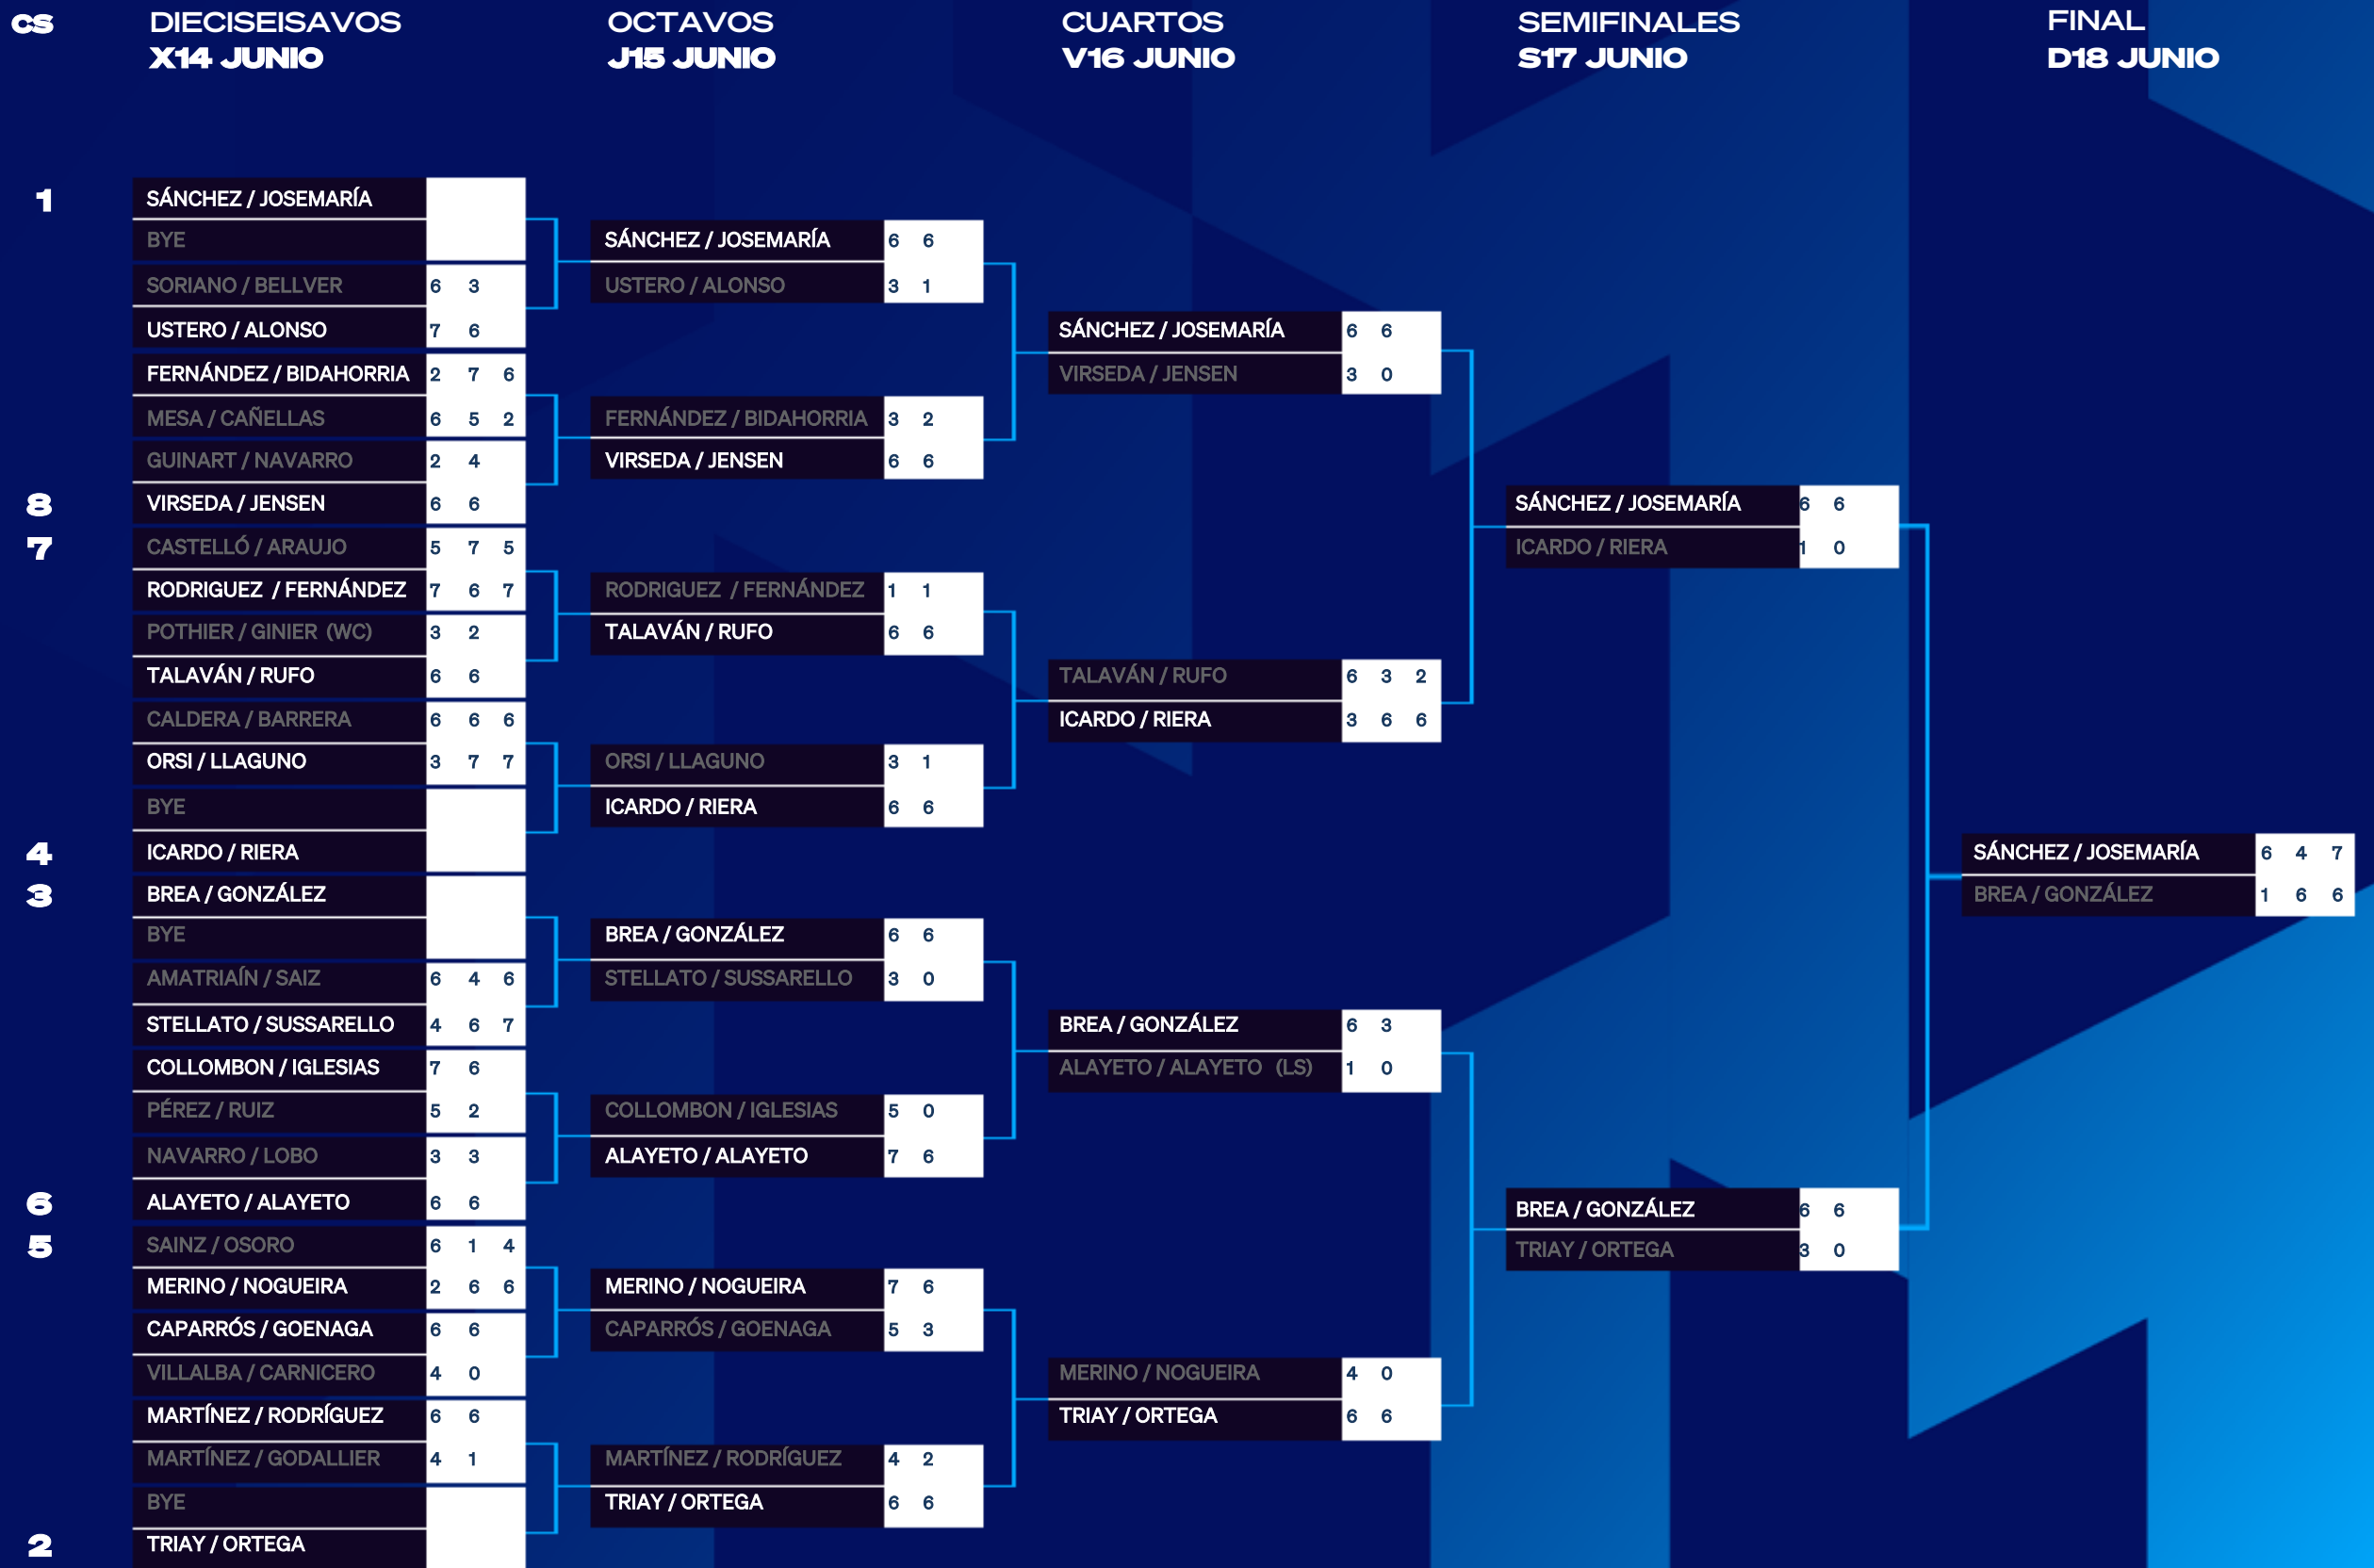 CS DIECISEISAVOS OCTAVOS CUARTOS SEMIFINALES FINAL
X14 JUNIO J15 JUNIO V16 JUNIO S17 JUNIO D18 JUNIO
1 SÁNCHEZ / JOSEMARÍA
BYE
SORIANO / BELLVER 6 3
USTERO / ALONSO 7 6
FERNÁNDEZ / BIDAHORRIA 2 7 6
MESA / CAÑELLAS 6 5 2
GUINART / NAVARRO 2 4
8 VIRSEDA / JENSEN 6 6
7 CASTELLÓ / ARAUJO 5 7 5
RODRIGUEZ / FERNÁNDEZ 7 6 7
POTHIER / GINIER (WC) 3 2
TALAVÁN / RUFO 6 6
CALDERA / BARRERA 6 6 6
ORSI / LLAGUNO 3 7 7
BYE
4 ICARDO / RIERA
3 BREA / GONZÁLEZ
BYE
AMATRIAÍN / SAIZ 6 4 6
STELLATO / SUSSARELLO 4 6 7
COLLOMBON / IGLESIAS 7 6
PÉREZ / RUIZ 5 2
NAVARRO / LOBO 3 3
6 ALAYETO / ALAYETO 6 6
5 SAINZ / OSORO 6 1 4
MERINO / NOGUEIRA 2 6 6
CAPARRÓS / GOENAGA 6 6
VILLALBA / CARNICERO 4 0
MARTÍNEZ / RODRÍGUEZ 6 6
MARTÍNEZ / GODALLIER 4 1
BYE
2 TRIAY / ORTEGA
SÁNCHEZ / JOSEMARÍA 6 6
USTERO / ALONSO 3 1
FERNÁNDEZ / BIDAHORRIA 3 2
VIRSEDA / JENSEN 6 6
RODRIGUEZ / FERNÁNDEZ 1 1
TALAVÁN / RUFO 6 6
ORSI / LLAGUNO 3 1
ICARDO / RIERA 6 6
BREA / GONZÁLEZ 6 6
STELLATO / SUSSARELLO 3 0
COLLOMBON / IGLESIAS 5 0
ALAYETO / ALAYETO 7 6
MERINO / NOGUEIRA 7 6
CAPARRÓS / GOENAGA 5 3
MARTÍNEZ / RODRÍGUEZ 4 2
TRIAY / ORTEGA 6 6
SÁNCHEZ / JOSEMARÍA 6 6
VIRSEDA / JENSEN 3 0
TALAVÁN / RUFO 6 3 2
ICARDO / RIERA 3 6 6
BREA / GONZÁLEZ 6 3
ALAYETO / ALAYETO (LS) 1 0
MERINO / NOGUEIRA 4 0
TRIAY / ORTEGA 6 6
SÁNCHEZ / JOSEMARÍA 6 6
ICARDO / RIERA 1 0
BREA / GONZÁLEZ 6 6
TRIAY / ORTEGA 3 0
SÁNCHEZ / JOSEMARÍA 6 4 7
BREA / GONZÁLEZ 1 6 6